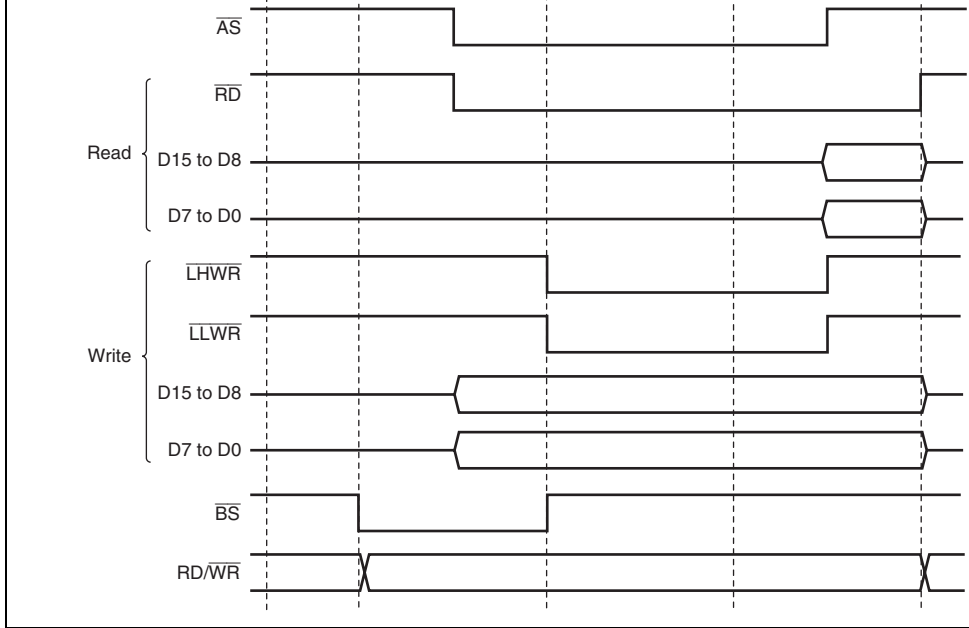 AS
RD
Read
D15 to D8
D7 to D0
LHWR
LLWR
Write
D15 to D8
D7 to D0
BS
RD/WR